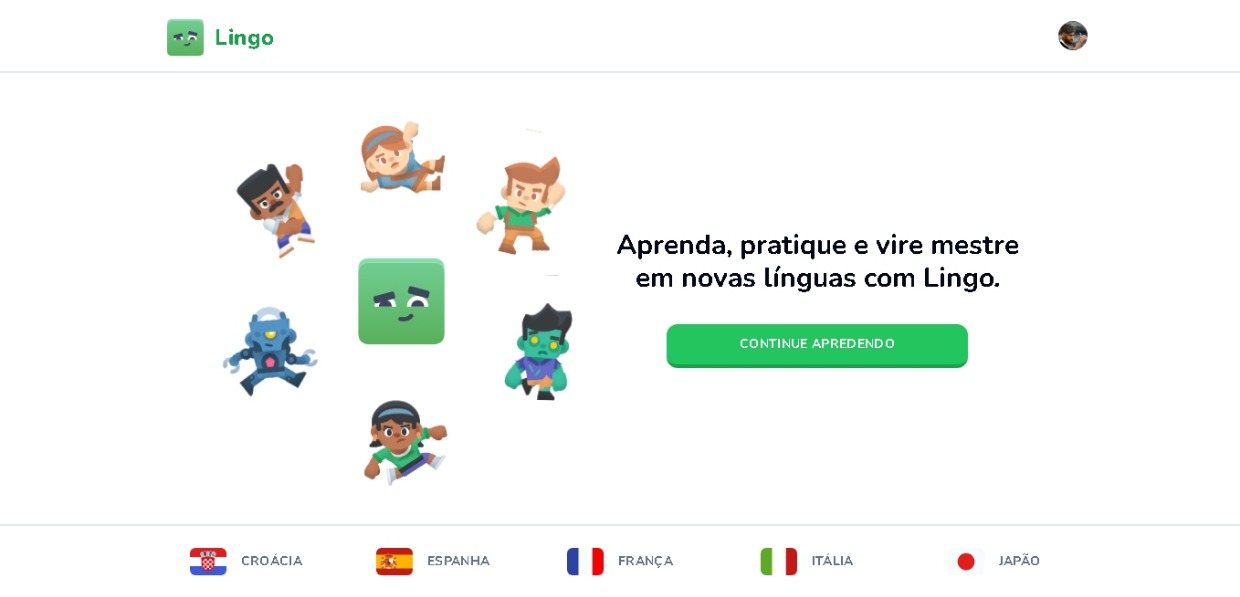 Lingo
Aprenda, pratique e vire mestre
em novas línguas com Lingo.
CONTINUE APREDENDO
CROÁCIA
ESPANHA
FRANÇA
ITÁLIA
JAPÃO